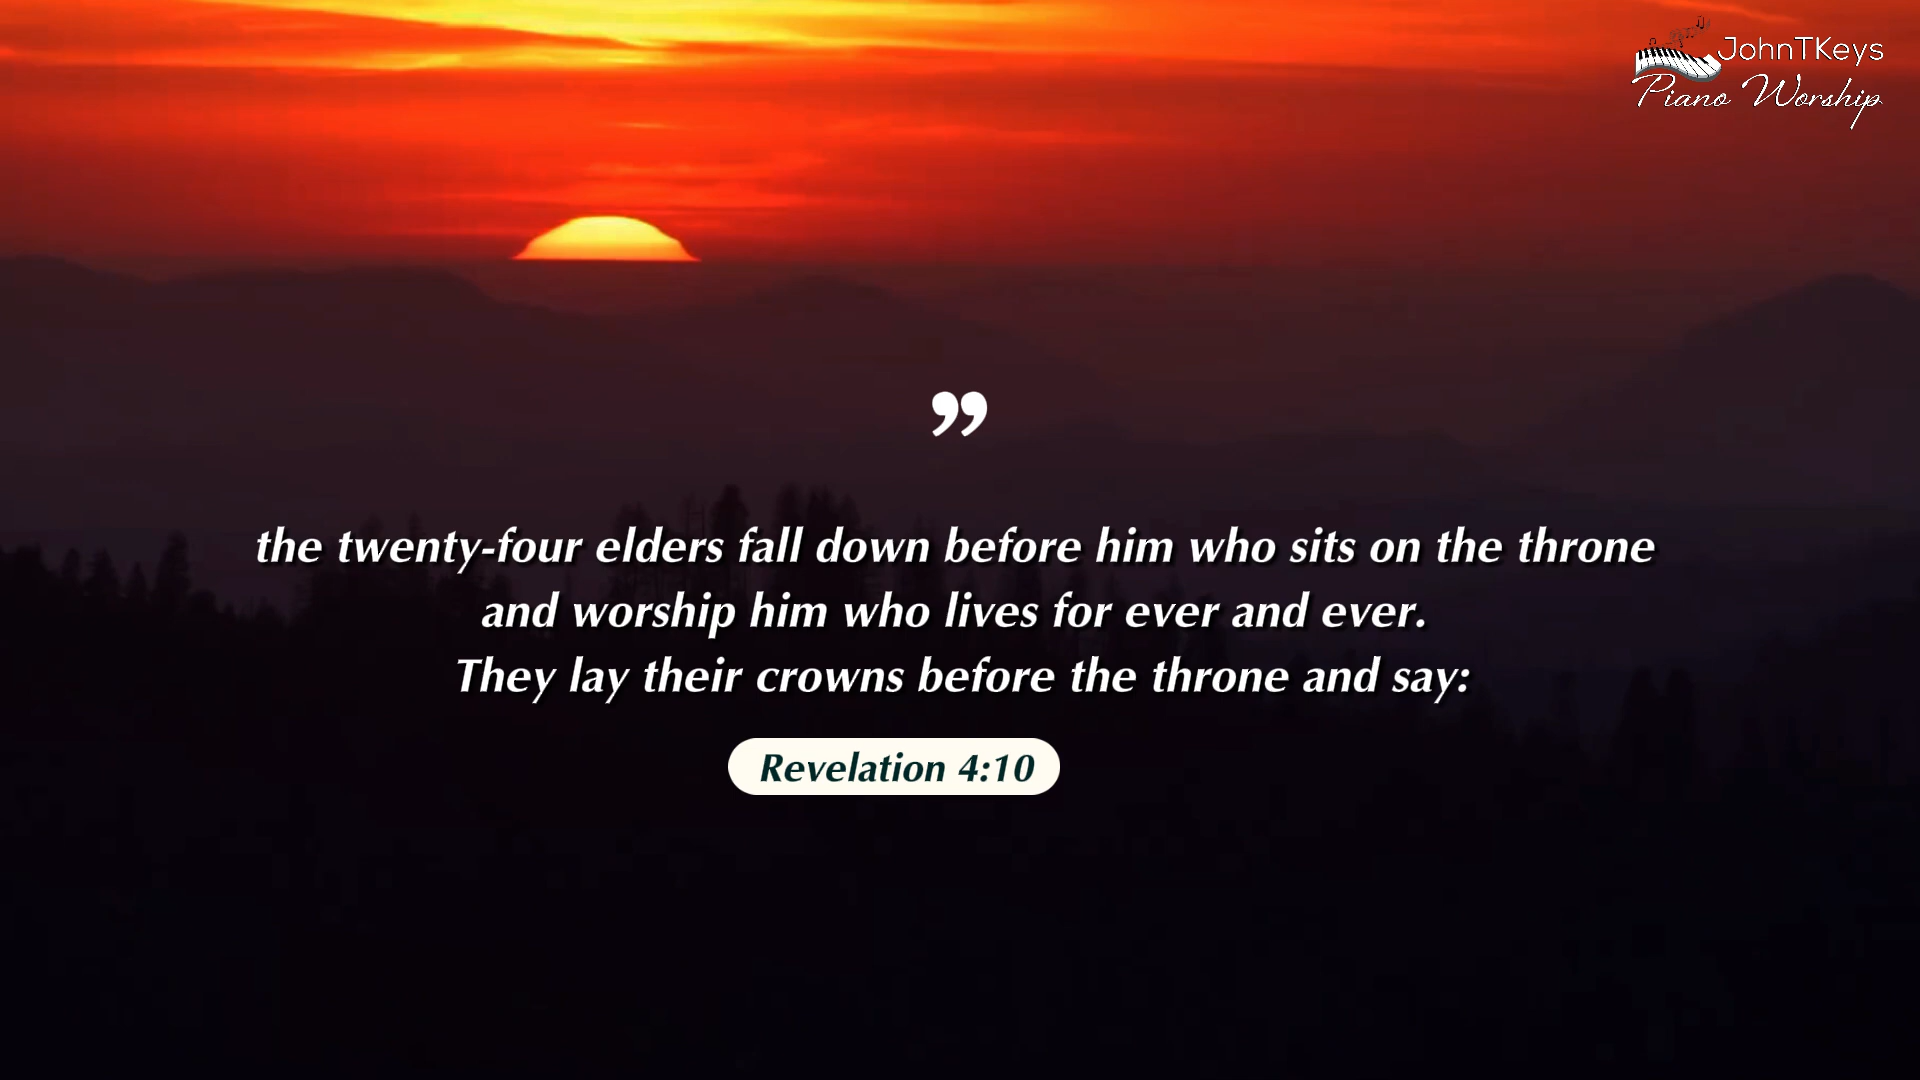 JohnTKeys
Piano Worship
”
the twenty-four elders fall down before him who sits on the throne
and worship him who lives for ever and ever.
They lay their crowns before the throne and say:
Revelation 4:10